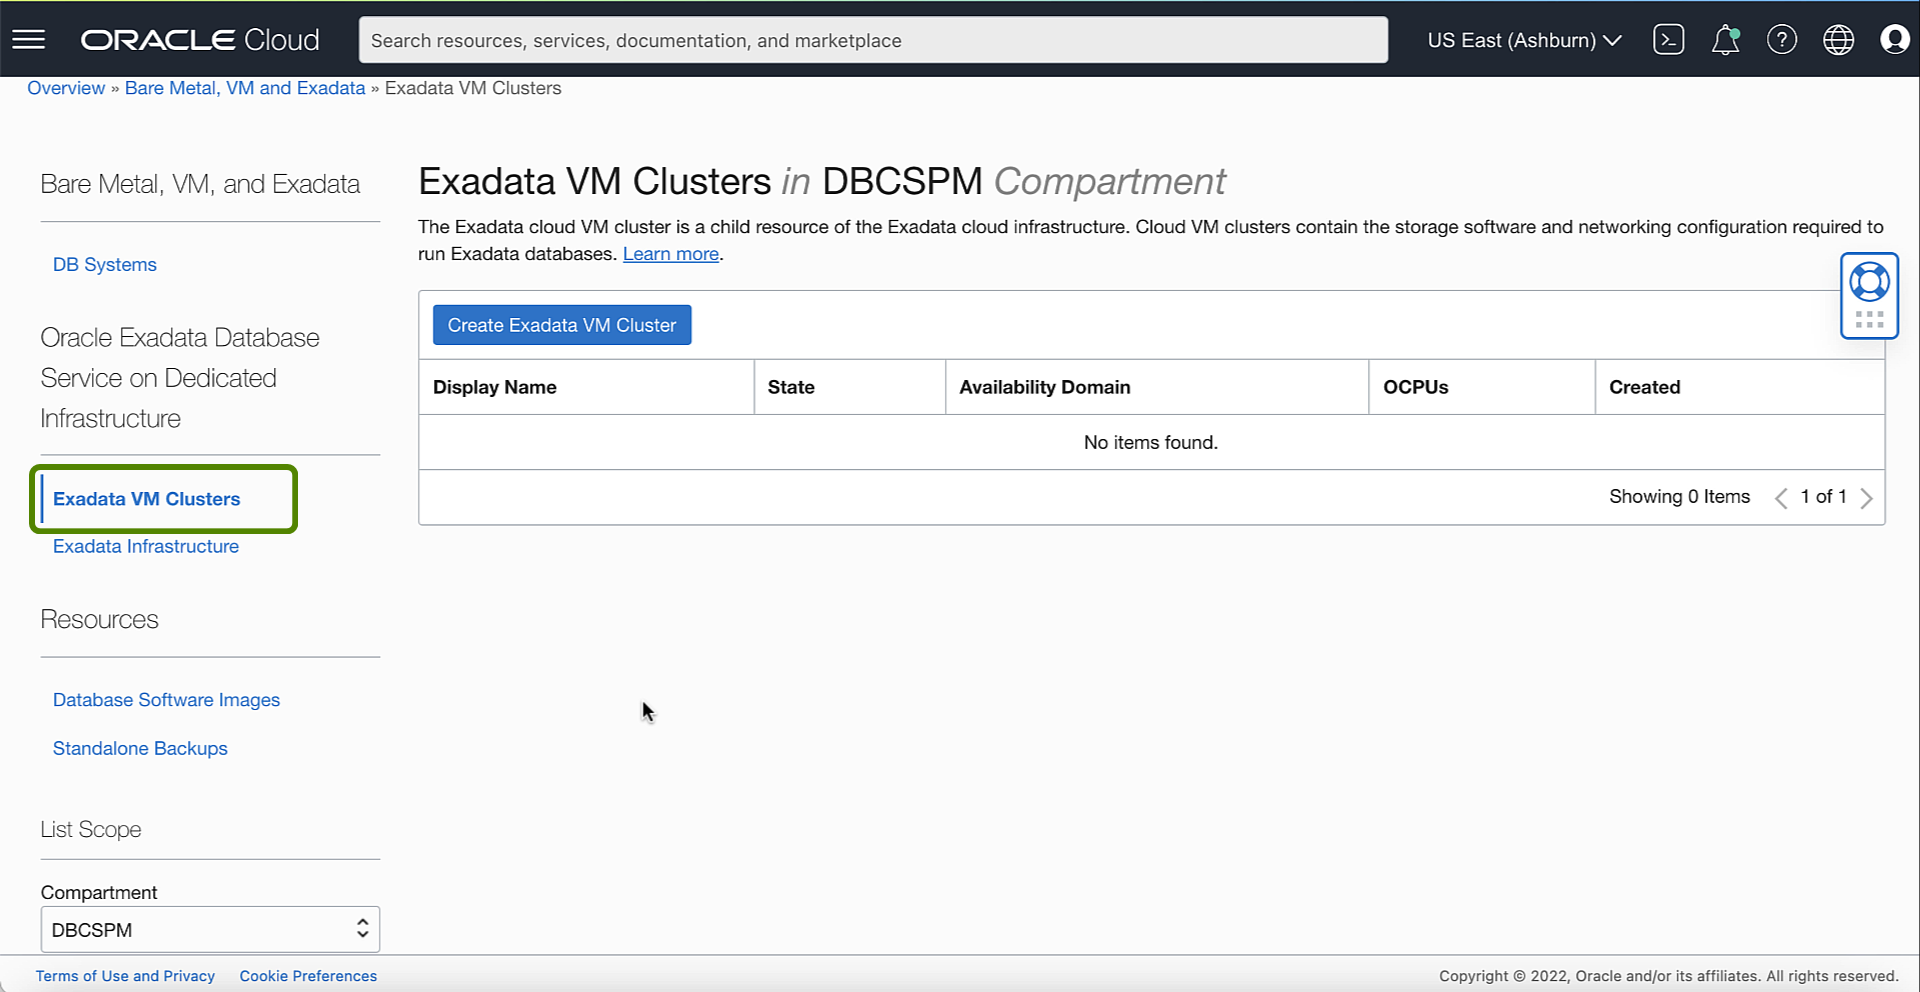 ORACLE Cloud
Search resources, services, documentation, and marketplace
US East (Ashburn)
Overview » Bare Metal, VM and Exadata » Exadata VM Clusters
Bare Metal, VM, and Exadata
DB Systems
Oracle Exadata Database
Service on Dedicated
Infrastructure
Exadata VM Clusters
Exadata Infrastructure
Resources
Database Software Images
Standalone Backups
List Scope
Compartment
DBCSPM
Exadata VM Clusters in DBCSPM Compartment
The Exadata cloud VM cluster is a child resource of the Exadata cloud infrastructure. Cloud VM clusters contain the storage software and networking configuration required to
run Exadata databases. Learn more.
Create Exadata VM Cluster
Display Name State Availability Domain OCPUs Created
No items found.
Showing 0 Items 1 of 1
Terms of Use and Privacy Cookie Preferences
Copyright © 2022, Oracle and/or its affiliates. All rights reserved.